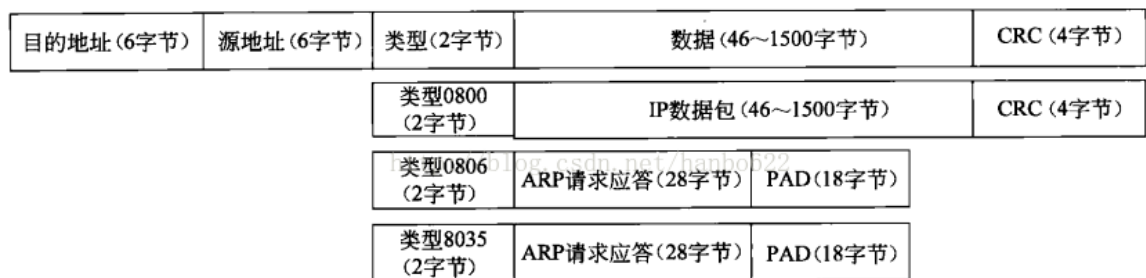 目的地址(6字节) 源地址(6字节) 类型(2字节) 数据(46～1500字节) CRC(4字节)
类型0800
(2字节)
IP数据包(46～1500字节) CRC(4字节)
类型0806
(2字节)
ARP请求应答(28字节) PAD(18字节)
类型8035
(2字节)
ARP请求应答(28字节) PAD(18字节)
blog.csdn.net/hanbo622